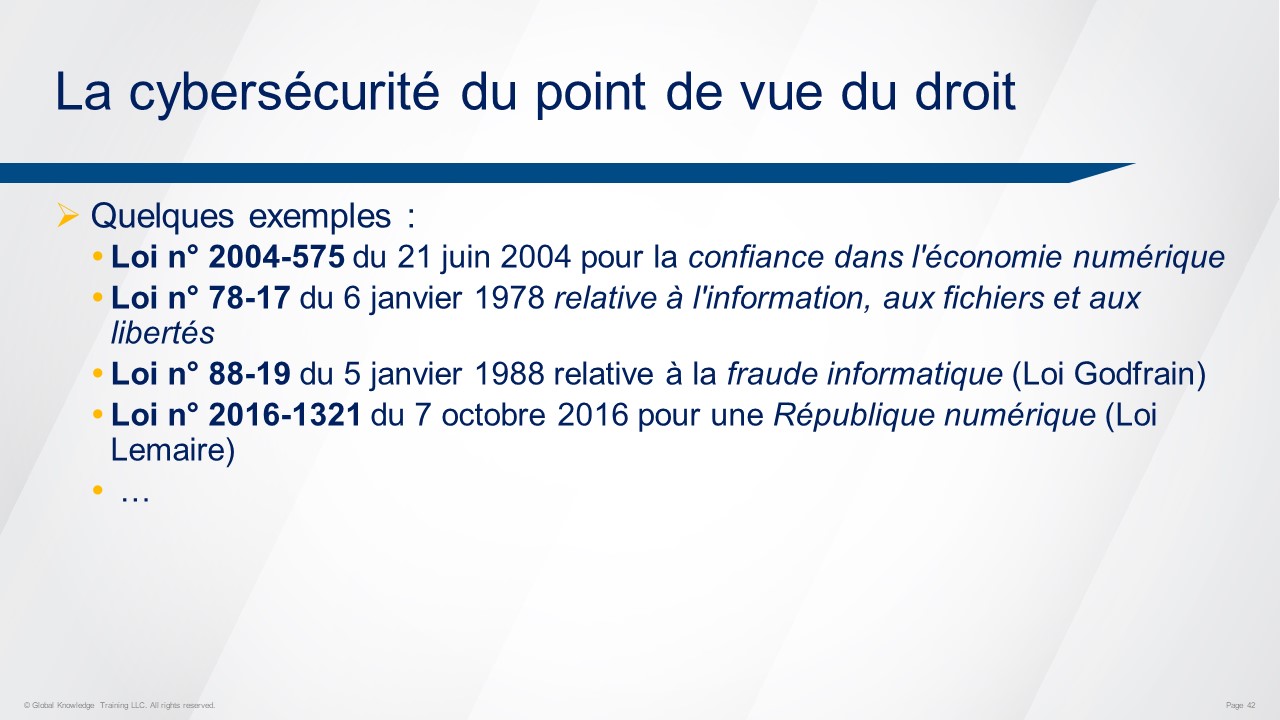 La cybersécurité du point de vue du droit
➢ Quelques exemples :
• Loi n° 2004-575 du 21 juin 2004 pour la confiance dans l'économie numérique
• Loi n° 78-17 du 6 janvier 1978 relative à l'information, aux fichiers et aux
libertés
• Loi n° 88-19 du 5 janvier 1988 relative à la fraude informatique (Loi Godfrain)
• Loi n° 2016-1321 du 7 octobre 2016 pour une République numérique (Loi
Lemaire)
• …
© Global Knowledge Training LLC. All rights reserved.
Page 42